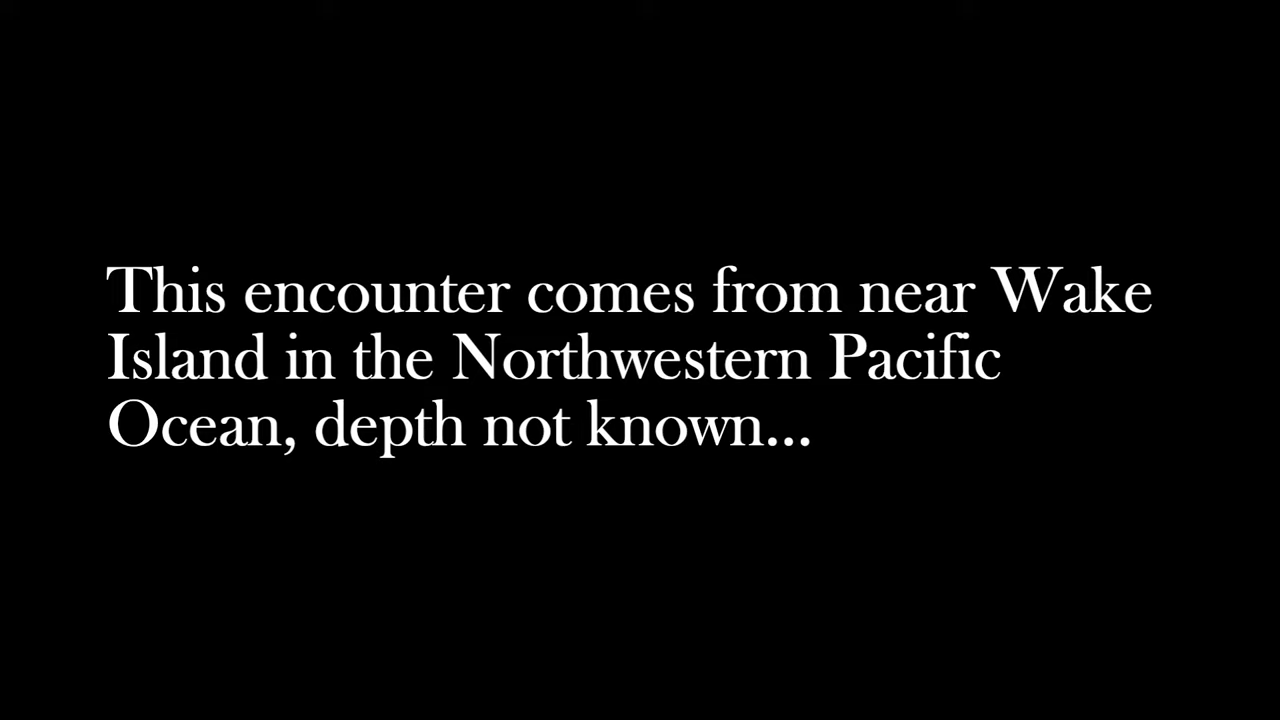 This encounter comes from near Wake
Island in the Northwestern Pacific
Ocean, depth not known...